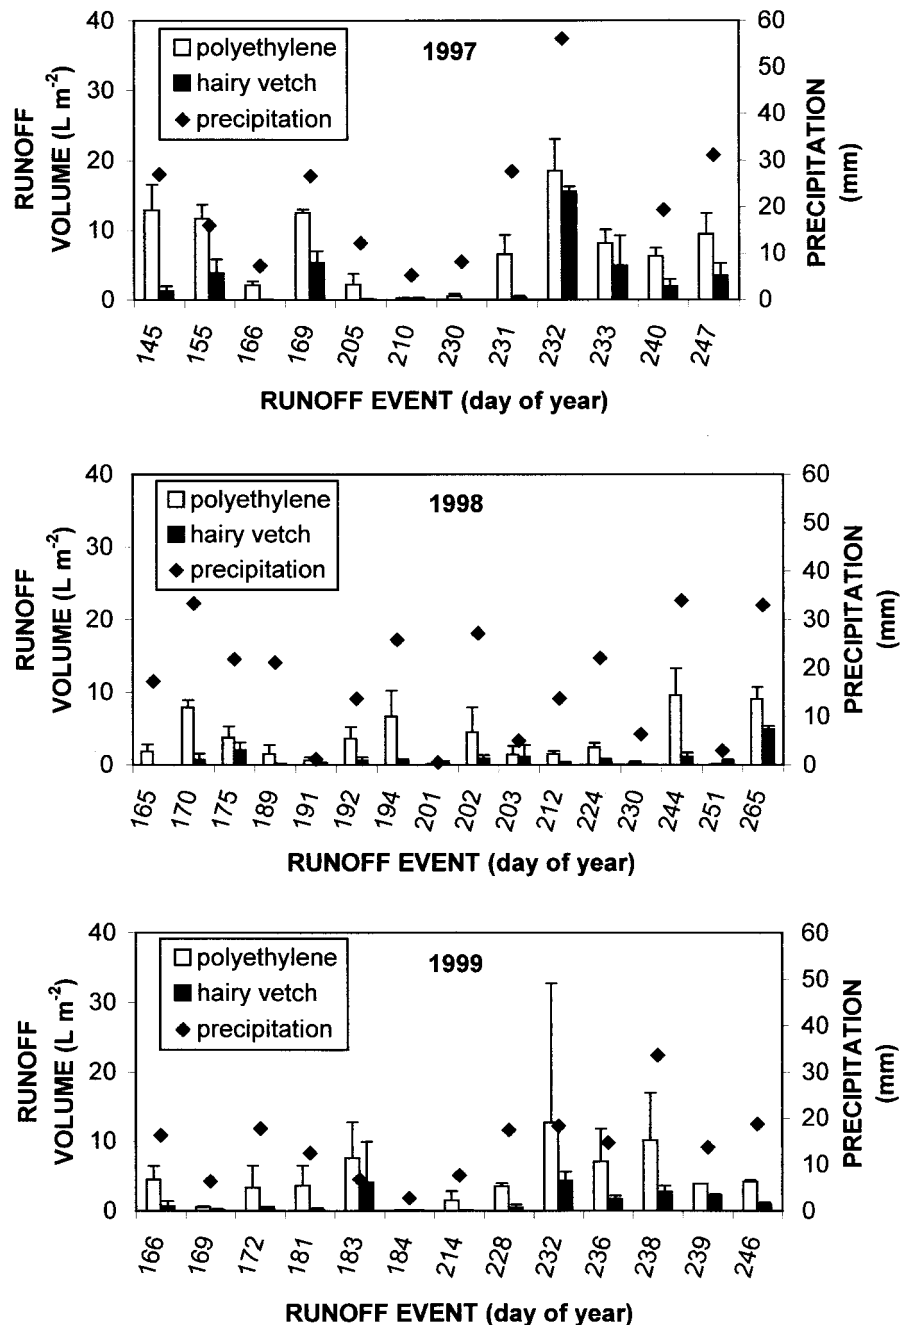 40
30
20
10
0
RUNOFF
VOLUME (L m-2)
polyethylene
hairy vetch
precipitation
1997
60
50
40
30
20
10
0
PRECIPITATION
(mm)
145 155 166 169 205 210 230 231 232 233 240 247
RUNOFF EVENT (day of year)
40
30
20
10
0
RUNOFF
VOLUME (L m-2)
polyethylene
hairy vetch
precipitation
1998
60
50
40
30
20
10
0
PRECIPITATION
(mm)
165 170 175 189 191 192 194 201 202 203 212 224 230 244 251 265
RUNOFF EVENT (day of year)
40
30
20
10
0
RUNOFF
VOLUME (L m-2)
polyethylene
hairy vetch
precipitation
1999
60
50
40
30
20
10
0
PRECIPITATION
(mm)
166 169 172 181 183 184 214 228 232 236 238 239 246
RUNOFF EVENT (day of year)